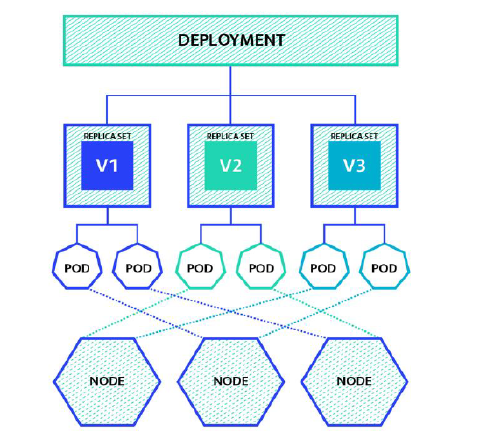 DEPLOYMENT
REPLICA SET REPLICA SET REPLICA SET
V1 V2 V3
POD POD POD POD POD POD
NODE NODE NODE